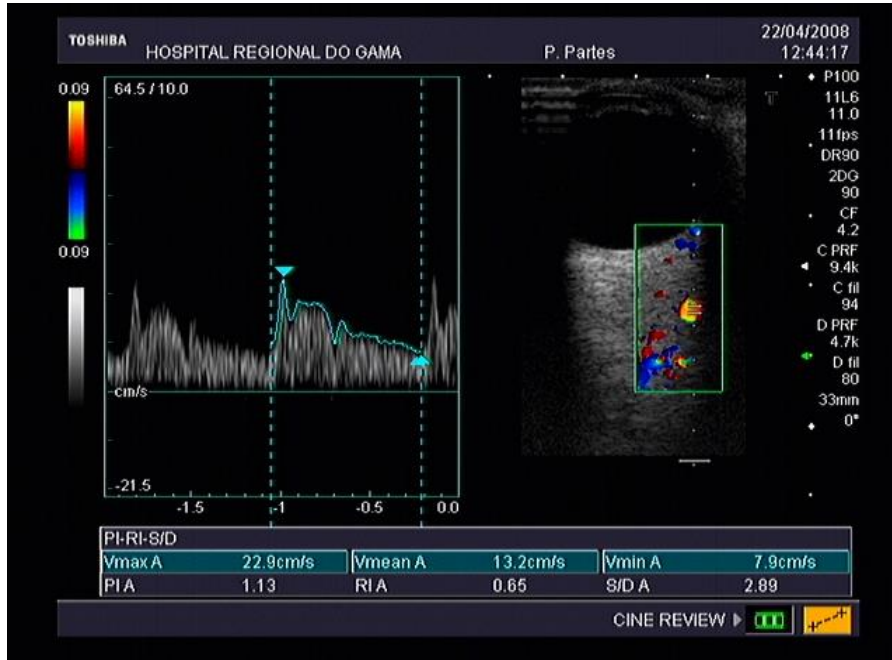 TOSHIBA
HOSPITAL REGIONAL DO GAMA
P. Partes
22/04/2008
12:44:17
0.09
0.09
64.5 / 10.0
cm/s
-21.5
-1.5 -1 -0.5 0.0
T
P100
11L6
11.0
11fps
DR90
2DG
90
CF
4.2
C PRF
9.4k
C fil
94
D PRF
4.7k
D fil
80
33mm
0°
PI-RI-S/D
Vmax A 22.9cm/s Vmean A 13.2cm/s Vmin A 7.9cm/s
PI A 1.13 RI A 0.65 S/D A 2.89
CINE REVIEW